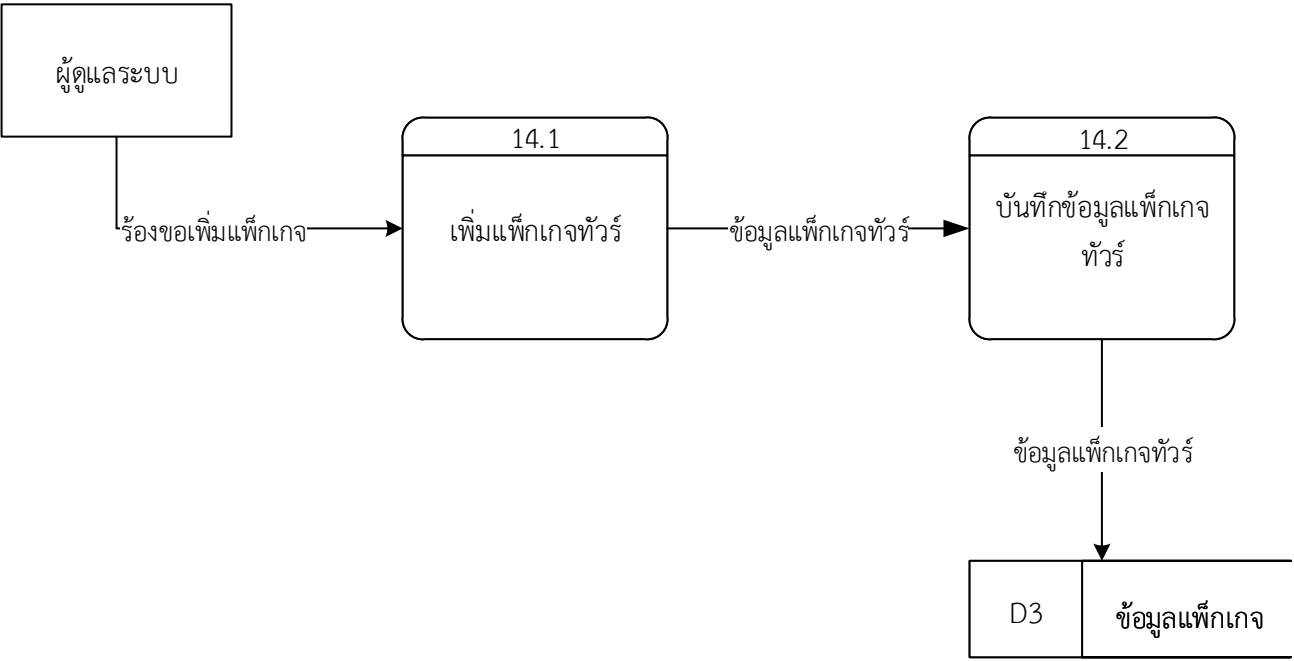 ผู้ดูแลระบบ
14.1
14.2
ร้องขอเพิ่มแพ็กเกจ
เพิ่มแพ็กเกจทัวร์
ข้อมูลแพ็กเกจทัวร์
บันทึกข้อมูลแพ็กเกจ
ทัวร์
ข้อมูลแพ็กเกจทัวร์
D3
ข้อมูลแพ็กเกจ